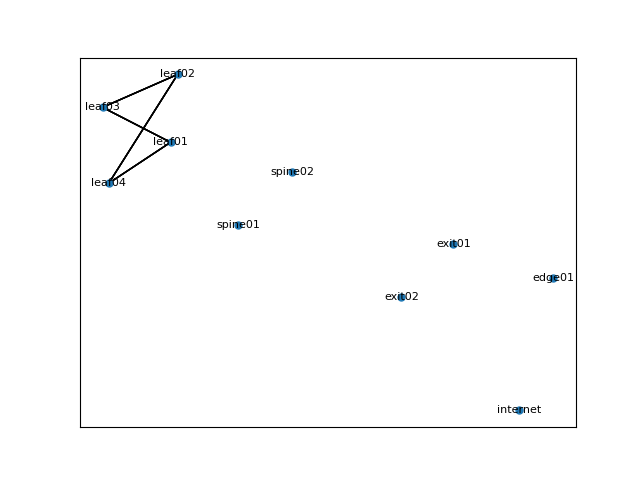 leaf02
leaf03
leaf01
spine02
leaf04
spine01
exit01
edge01
exit02
internet